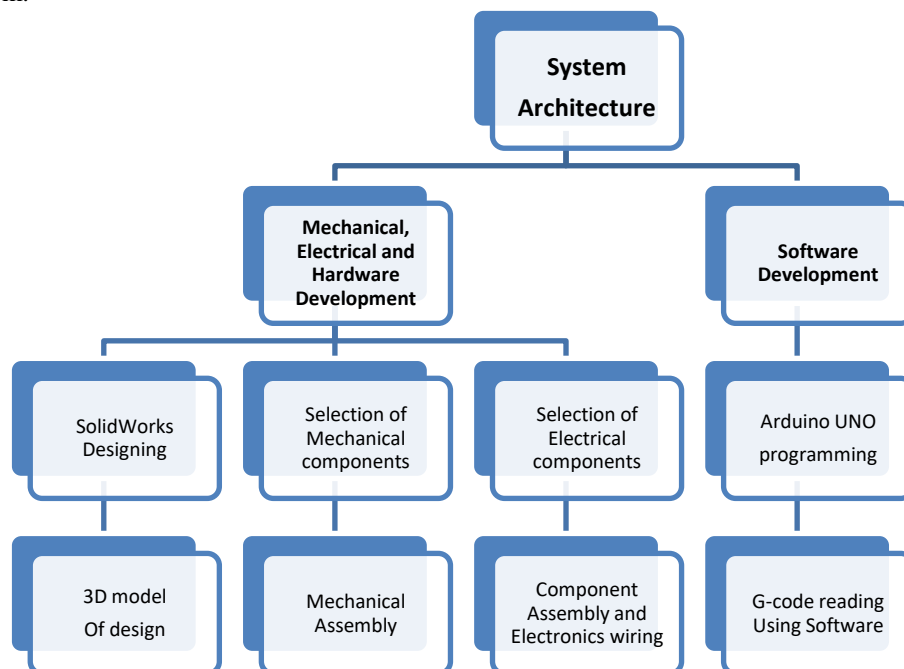 System
Architecture
Mechanical,
Electrical and
Hardware
Development
Software
Development
SolidWorks
Designing
Selection of
Mechanical
components
Selection of
Electrical
components
Arduino UNO
programming
3D model
Of design
Mechanical
Assembly
Component
Assembly and
Electronics wiring
G-code reading
Using Software